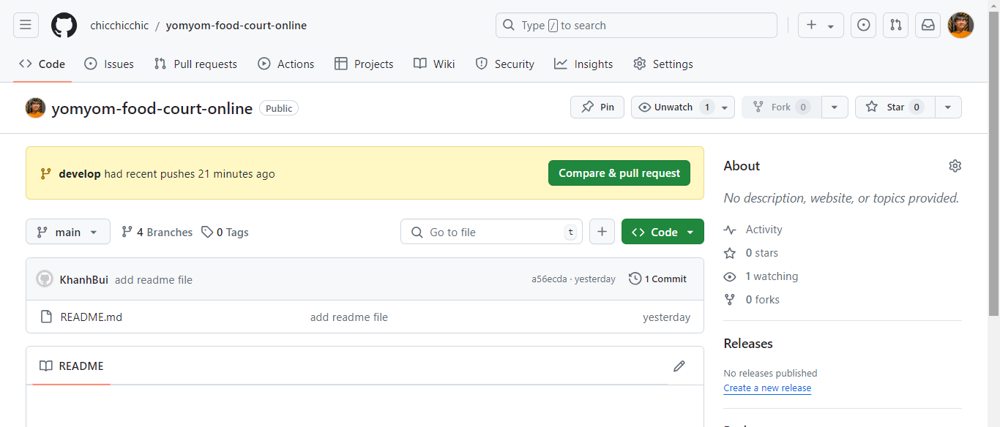 chicchicchic / yomyom-food-court-online
Type / to search
Code Issues Pull requests Actions Projects Wiki Security Insights Settings
yomyom-food-court-online Public
Pin Unwatch 1 Fork 0 Star 0
develop had recent pushes 21 minutes ago
Compare & pull request
main 4 Branches 0 Tags
Go to file t
Code
KhanhBui add readme file a56ecda · yesterday 1 Commit
README.md add readme file yesterday
README
About
No description, website, or topics provided.
Activity
0 stars
1 watching
0 forks
Releases
No releases published
Create a new release